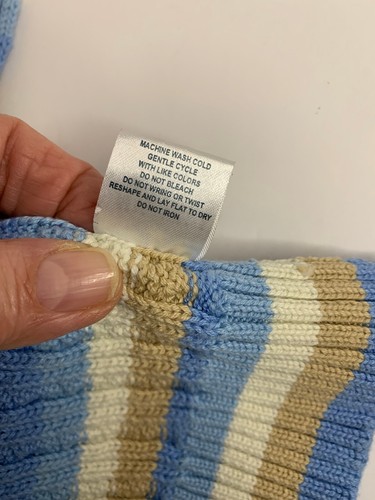 MACHINE WASH COLD
GENTLE CYCLE
WITH LIKE COLORS
DO NOT BLEACH
DO NOT WRING OR TWIST
RESHAPE AND LAY FLAT TO DRY
DO NOT IRON